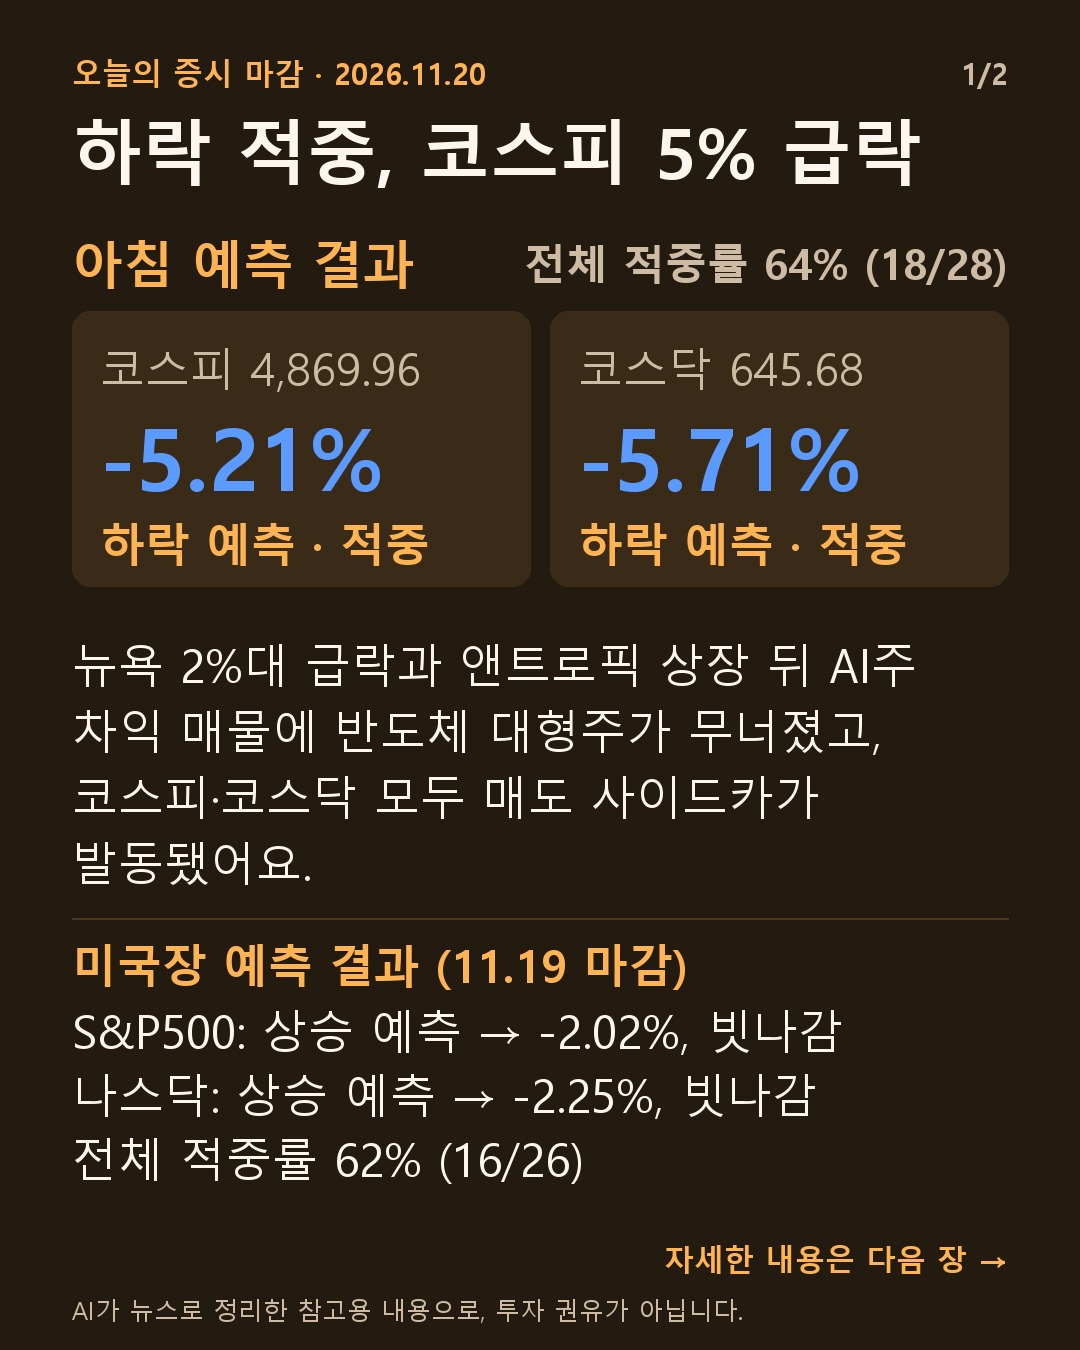 오늘의 증시 마감 · 2026.11.20
1/2
하락 적중, 코스피 5% 급락
아침 예측 결과
전체 적중률 64% (18/28)
코스피 4,869.96
-5.21%
하락 예측 · 적중
코스닥 645.68
-5.71%
하락 예측 · 적중
뉴욕 2%대 급락과 앤트로픽 상장 뒤 AI주
차익 매물에 반도체 대형주가 무너졌고,
코스피·코스닥 모두 매도 사이드카가
발동됐어요.
미국장 예측 결과 (11.19 마감)
S&P500: 상승 예측 → -2.02%, 빗나감
나스닥: 상승 예측 → -2.25%, 빗나감
전체 적중률 62% (16/26)
자세한 내용은 다음 장 →
AI가 뉴스로 정리한 참고용 내용으로, 투자 권유가 아닙니다.